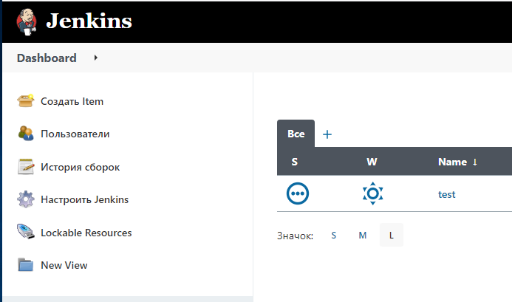 Jenkins
Dashboard
Создать Item
Пользователи
История сборок
Настроить Jenkins
Lockable Resources
New View
Все +
S W Name ↓
test
Значок: S M L